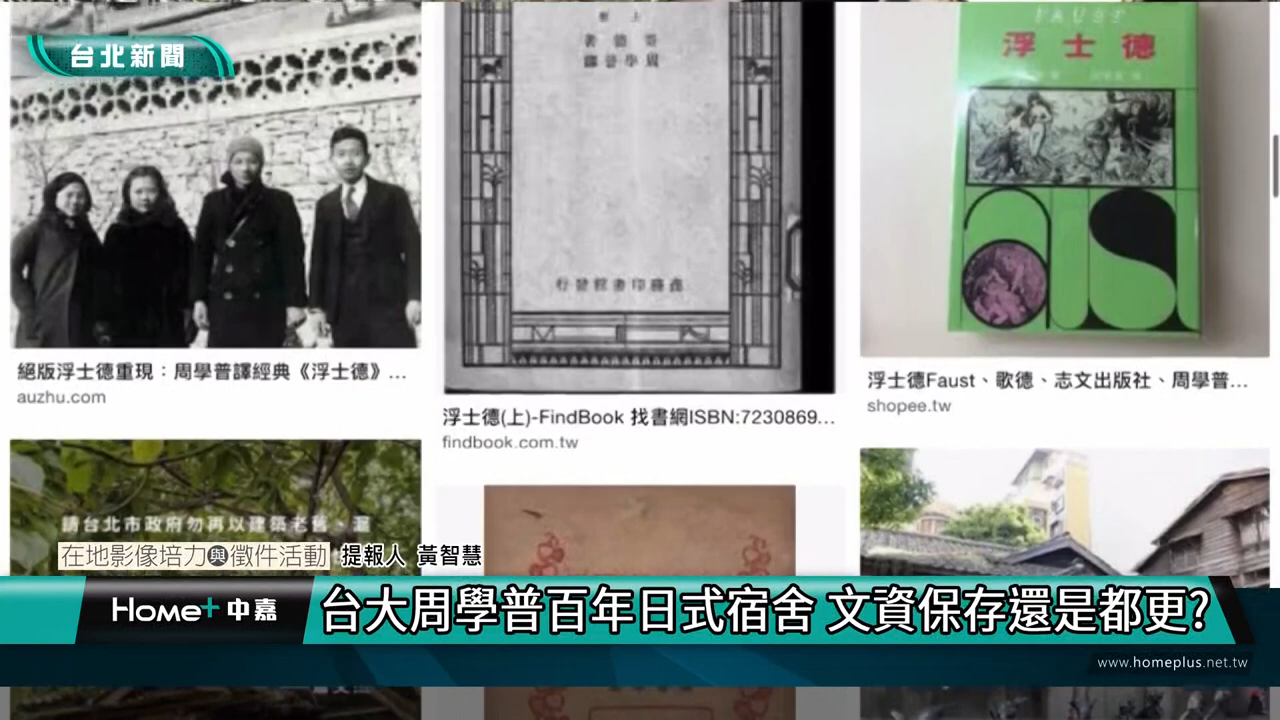 台北新聞
上冊
哥德著
周學普譯
商務印書館發行
FAUST
浮士德
絕版浮士德重現：周學普譯經典《浮士德》...
auzhu.com
浮士德(上)-FindBook 找書網ISBN:7230869...
findbook.com.tw
浮士德Faust、歌德、志文出版社、周學普...
shopee.tw
請台北市政府勿再以建築老舊、灑
在地影像培力與徵件活動 提報人 黃智慧
Home+ 中嘉
台大周學普百年日式宿舍 文資保存還是都更?
www.homeplus.net.tw